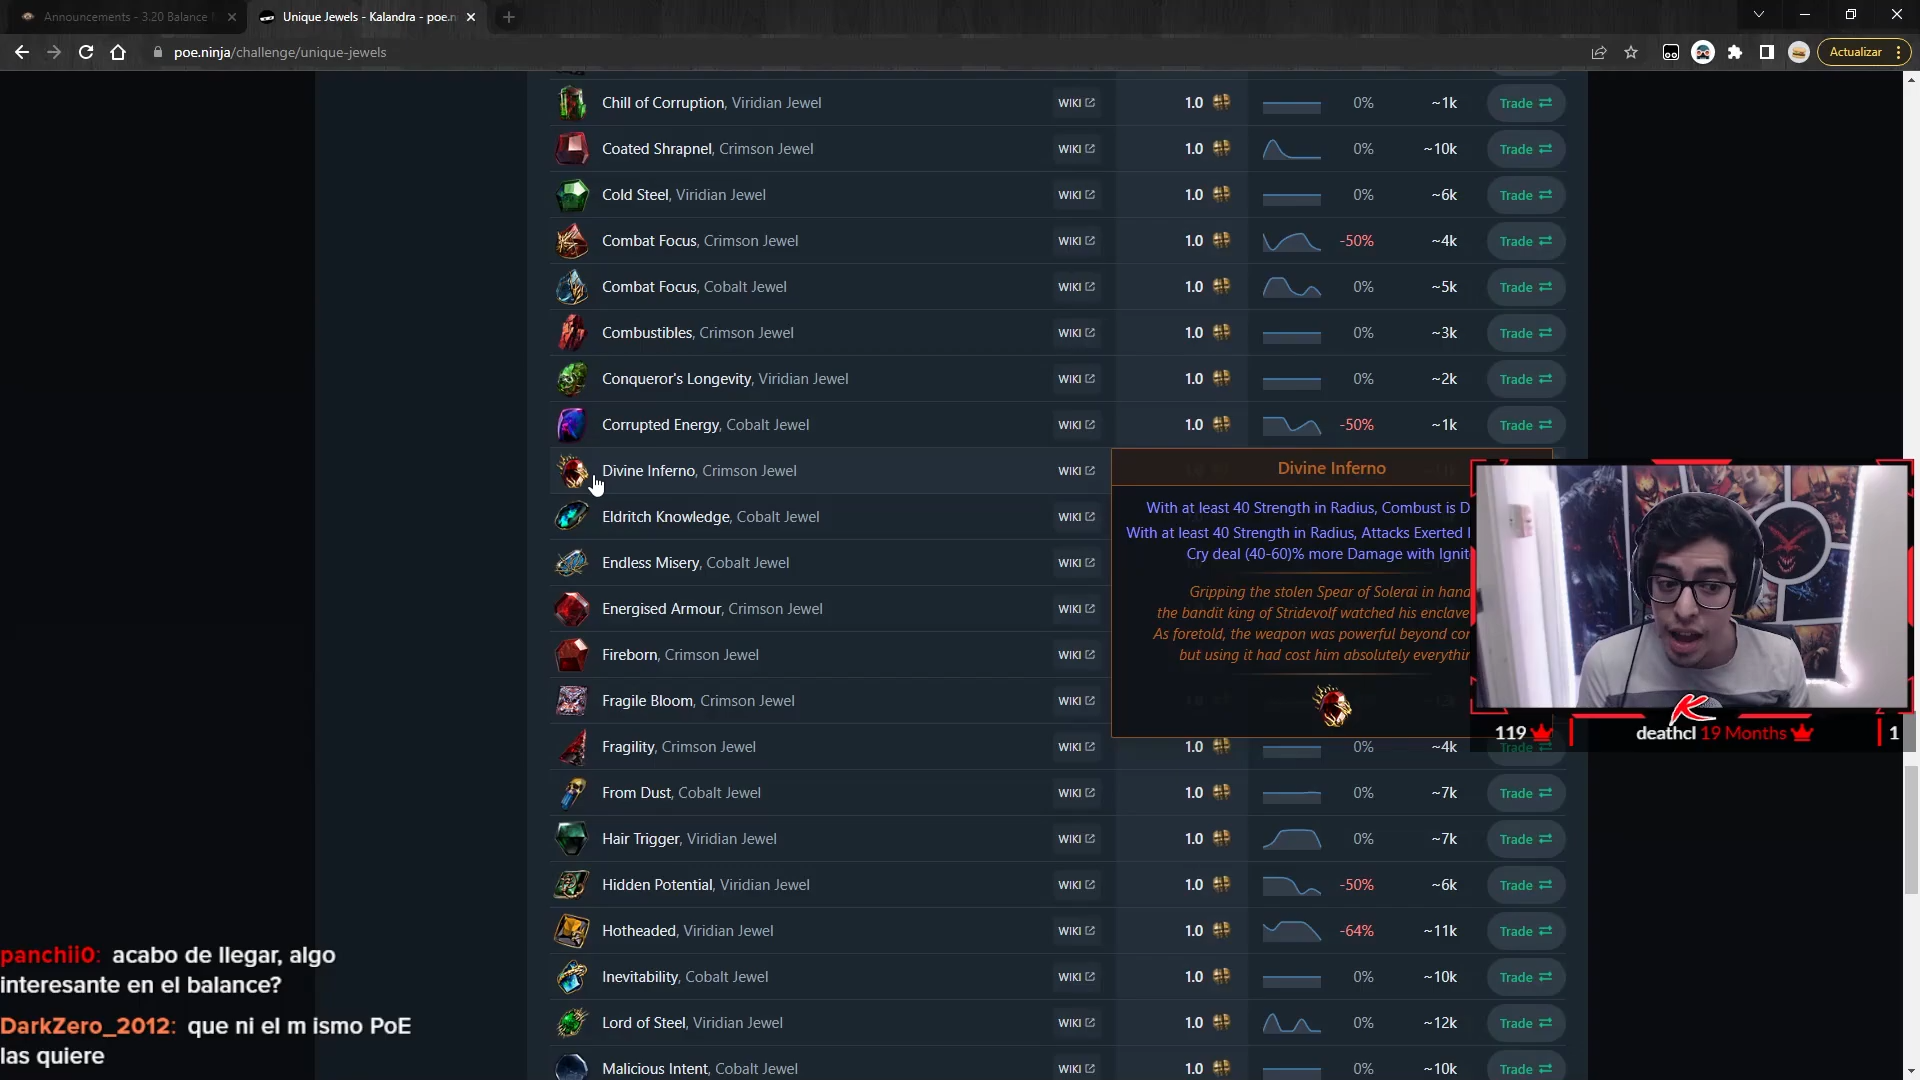 Announcements - 3.20 Balance
Unique Jewels - Kalandra - poe.n
poe.ninja/challenge/unique-jewels
Actualizar
Chill of Corruption, Viridian Jewel WIKI 1.0 0% ~1k Trade
Coated Shrapnel, Crimson Jewel WIKI 1.0 0% ~10k Trade
Cold Steel, Viridian Jewel WIKI 1.0 0% ~6k Trade
Combat Focus, Crimson Jewel WIKI 1.0 -50% ~4k Trade
Combat Focus, Cobalt Jewel WIKI 1.0 0% ~5k Trade
Combustibles, Crimson Jewel WIKI 1.0 0% ~3k Trade
Conqueror's Longevity, Viridian Jewel WIKI 1.0 0% ~2k Trade
Corrupted Energy, Cobalt Jewel WIKI 1.0 -50% ~1k Trade
Divine Inferno, Crimson Jewel WIKI
Eldritch Knowledge, Cobalt Jewel WIKI
Endless Misery, Cobalt Jewel WIKI
Energised Armour, Crimson Jewel WIKI
Fireborn, Crimson Jewel WIKI
Fragile Bloom, Crimson Jewel WIKI
Fragility, Crimson Jewel WIKI 1.0 0% ~4k Trade
From Dust, Cobalt Jewel WIKI 1.0 0% ~7k Trade
Hair Trigger, Viridian Jewel WIKI 1.0 0% ~7k Trade
Hidden Potential, Viridian Jewel WIKI 1.0 -50% ~6k Trade
Hotheaded, Viridian Jewel WIKI 1.0 -64% ~11k Trade
Inevitability, Cobalt Jewel WIKI 1.0 0% ~10k Trade
Lord of Steel, Viridian Jewel WIKI 1.0 0% ~12k Trade
Malicious Intent, Cobalt Jewel WIKI 1.0 0% ~10k Trade
Divine Inferno
With at least 40 Strength in Radius, Combust is D
With at least 40 Strength in Radius, Attacks Exerted
Cry deal (40-60)% more Damage with Ignit
Gripping the stolen Spear of Solerai in hand
the bandit king of Stridevolf watched his enclave
As foretold, the weapon was powerful beyond co
but using it had cost him absolutely everythin
119
K
deathcl 19 Months
1
panchii0: acabo de llegar, algo
interesante en el balance?
DarkZero_2012: que ni el m ismo PoE
las quiere